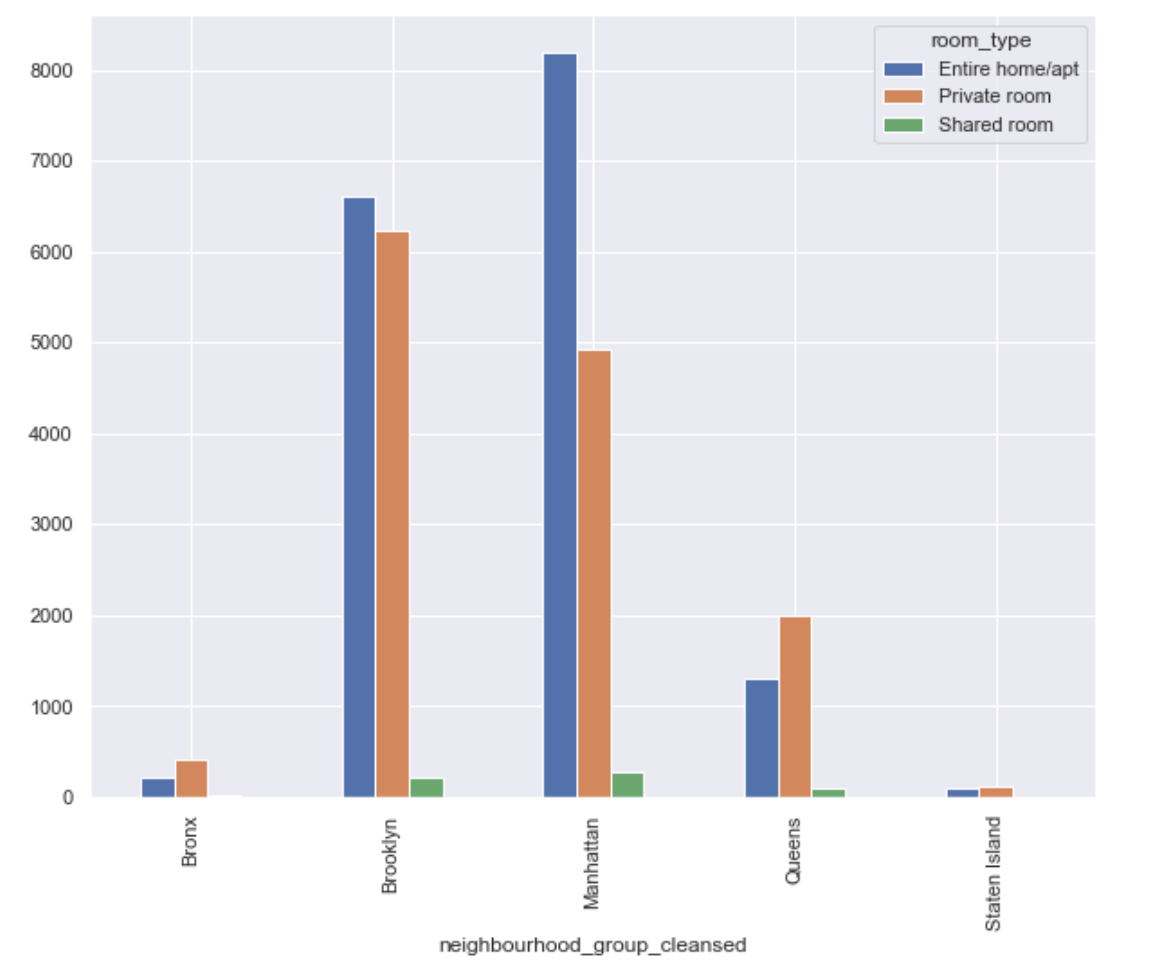 room_type
Entire home/apt
Private room
Shared room
8000
7000
6000
5000
4000
3000
2000
1000
0
Bronx
Brooklyn
Manhattan
Queens
Staten Island
neighbourhood_group_cleansed